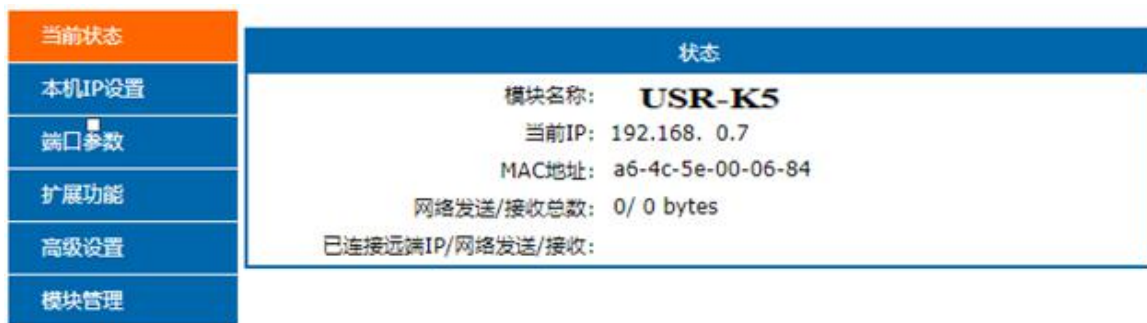 当前状态
本机IP设置
端口参数
扩展功能
高级设置
模块管理
状态
模块名称: USR-K5
当前IP: 192.168. 0.7
MAC地址: a6-4c-5e-00-06-84
网络发送/接收总数: 0/ 0 bytes
已连接远端IP/网络发送/接收: